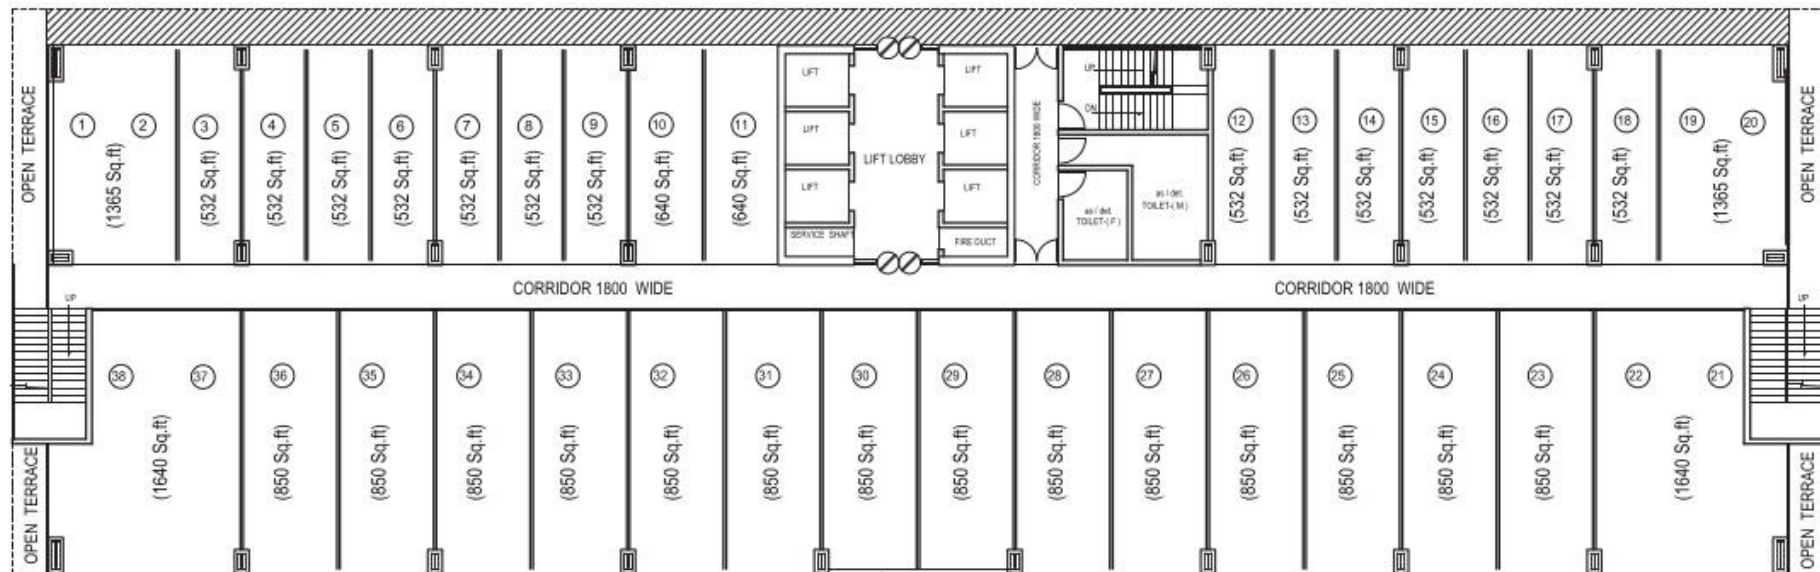 OPEN TERRACE
1 2
(1365 Sq.ft)
3
(532 Sq.ft)
4
(532 Sq.ft)
5
(532 Sq.ft)
6
(532 Sq.ft)
7
(532 Sq.ft)
8
(532 Sq.ft)
9
(532 Sq.ft)
10
(640 Sq.ft)
11
(640 Sq.ft)
LIFT
LIFT
LIFT
SERVICE SHAFT
LIFT LOBBY
LIFT
LIFT
LIFT
FIRE DUCT
CORRIDOR 1800 WIDE
UP
DN
as / det.
TOILET-( F )
as / det.
TOILET-( M )
12
(532 Sq.ft)
13
(532 Sq.ft)
14
(532 Sq.ft)
15
(532 Sq.ft)
16
(532 Sq.ft)
17
(532 Sq.ft)
18
(532 Sq.ft)
19 20
(1365 Sq.ft)
OPEN TERRACE
CORRIDOR 1800 WIDE
CORRIDOR 1800 WIDE
UP
UP
38 37
(1640 Sq.ft)
36
(850 Sq.ft)
35
(850 Sq.ft)
34
(850 Sq.ft)
33
(850 Sq.ft)
32
(850 Sq.ft)
31
(850 Sq.ft)
30
(850 Sq.ft)
29
(850 Sq.ft)
28
(850 Sq.ft)
27
(850 Sq.ft)
26
(850 Sq.ft)
25
(850 Sq.ft)
24
(850 Sq.ft)
23
(850 Sq.ft)
22 21
(1640 Sq.ft)
OPEN TERRACE
OPEN TERRACE